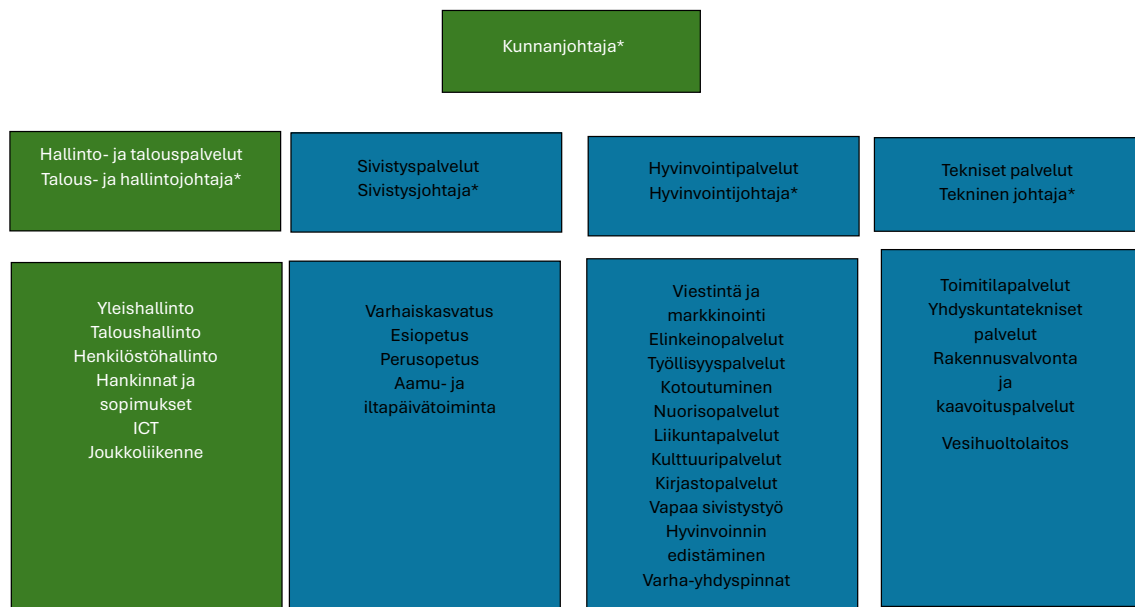 Kunnanjohtaja*
Hallinto- ja talouspalvelut
Talous- ja hallintojohtaja*
Sivistyspalvelut
Sivistysjohtaja*
Hyvinvointipalvelut
Hyvinvointijohtaja*
Tekniset palvelut
Tekninen johtaja*
Yleishallinto
Taloushallinto
Henkilöstöhallinto
Hankinnat ja
sopimukset
ICT
Joukkoliikenne
Varhaiskasvatus
Esiopetus
Perusopetus
Aamu- ja
iltapäivätoiminta
Viestintä ja
markkinointi
Elinkeinopalvelut
Työllisyyspalvelut
Kotoutuminen
Nuorisopalvelut
Liikuntapalvelut
Kulttuuripalvelut
Kirjastopalvelut
Vapaa sivistystyö
Hyvinvoinnin
edistäminen
Varha-yhdyspinnat
Toimitilapalvelut
Yhdyskuntatekniset
palvelut
Rakennusvalvonta
ja
kaavoituspalvelut
Vesihuoltolaitos